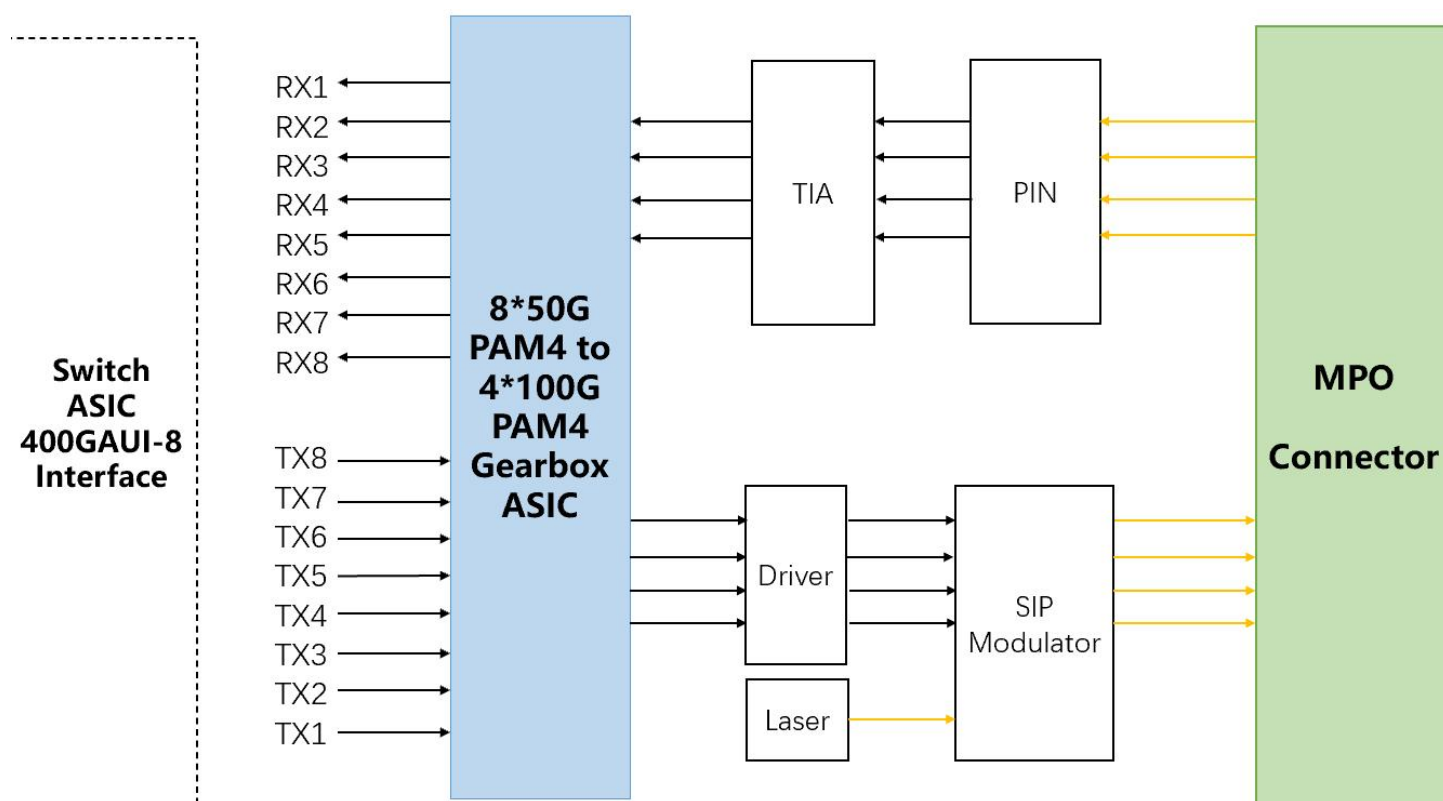 Switch
ASIC
400GAUI-8
Interface
RX1
RX2
RX3
RX4
RX5
RX6
RX7
RX8
TX8
TX7
TX6
TX5
TX4
TX3
TX2
TX1
8*50G
PAM4 to
4*100G
PAM4
Gearbox
ASIC
TIA
PIN
Driver
Laser
SIP
Modulator
MPO
Connector